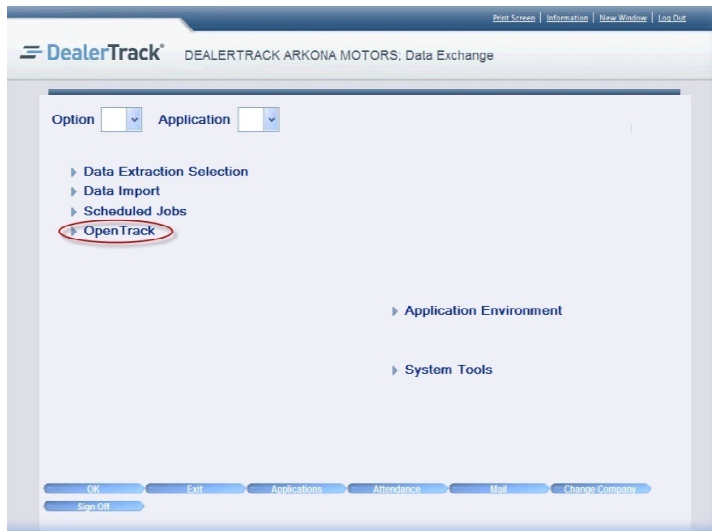 Print Screen | Information | New Window | Log Out
DealerTrack® DEALERTRACK ARKONA MOTORS; Data Exchange
Option Application
Data Extraction Selection
Data Import
Scheduled Jobs
OpenTrack
Application Environment
System Tools
OK Exit Applications Attendance Mail Change Company
Sign Off